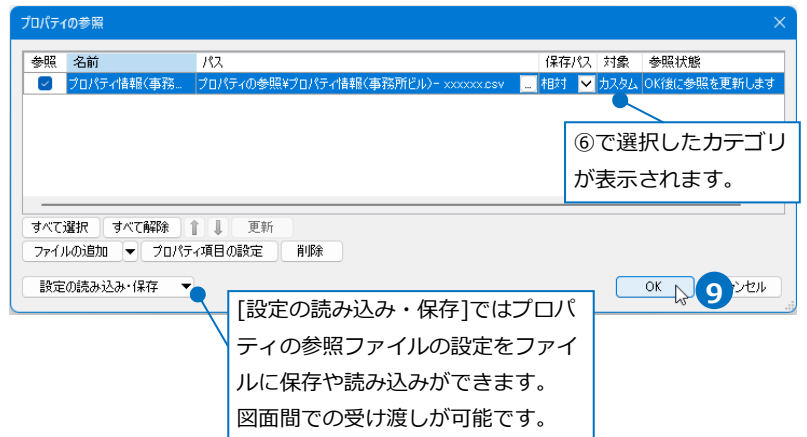 プロパティの参照
参照 名前 パス 保存パス 対象 参照状態
プロパティ情報(事務... プロパティの参照¥プロパティ情報(事務所ビル)- xxxxxx.csv ... 相対 カスタム OK後に参照を更新します
⑥で選択したカテゴリ
が表示されます。
すべて選択 すべて解除 更新
ファイルの追加 プロパティ項目の設定 削除
設定の読み込み・保存 OK 9 ンセル
[設定の読み込み・保存]ではプロパ
ティの参照ファイルの設定をファイ
ルに保存や読み込みができます。
図面間での受け渡しが可能です。